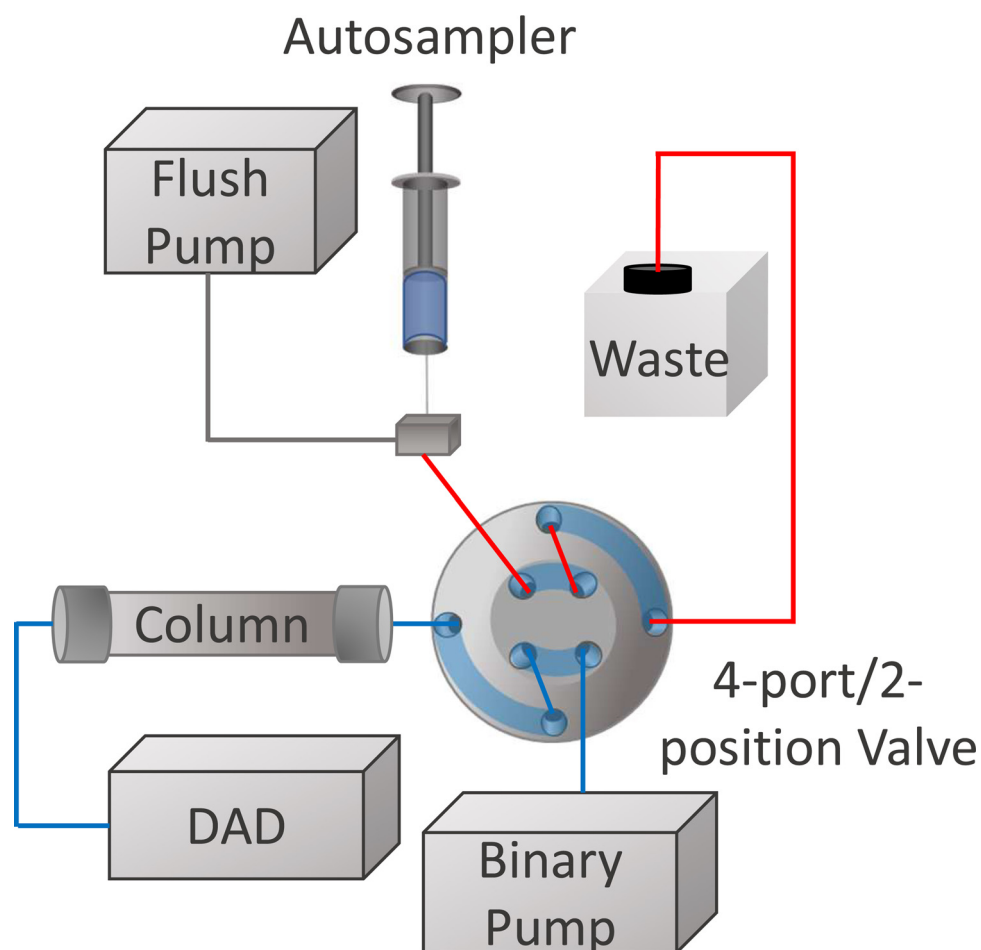 Autosampler
Flush
Pump
Waste
Column
4-port/2-
position Valve
DAD
Binary
Pump